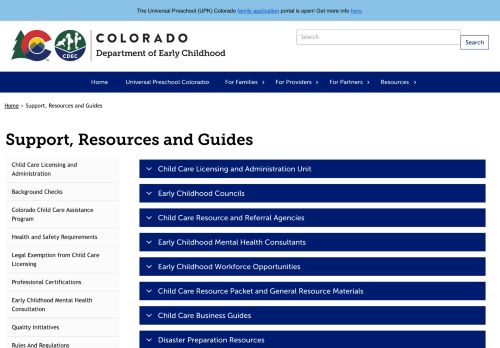 The Universal Preschool (UPK) Colorado family application portal is open! Get more info here.
COLORADO
Department of Early Childhood
CDEC
Search
Search
Home
Universal Preschool Colorado
For Families
For Providers
For Partners
Resources
Home › Support, Resources and Guides
Support, Resources and Guides
Child Care Licensing and
Administration
Background Checks
Colorado Child Care Assistance
Program
Health and Safety Requirements
Legal Exemption from Child Care
Licensing
Professional Certifications
Early Childhood Mental Health
Consultation
Quality Initiatives
Rules and Regulations
Child Care Licensing and Administration Unit
Early Childhood Councils
Child Care Resource and Referral Agencies
Early Childhood Mental Health Consultants
Early Childhood Workforce Opportunities
Child Care Resource Packet and General Resource Materials
Child Care Business Guides
Disaster Preparation Resources